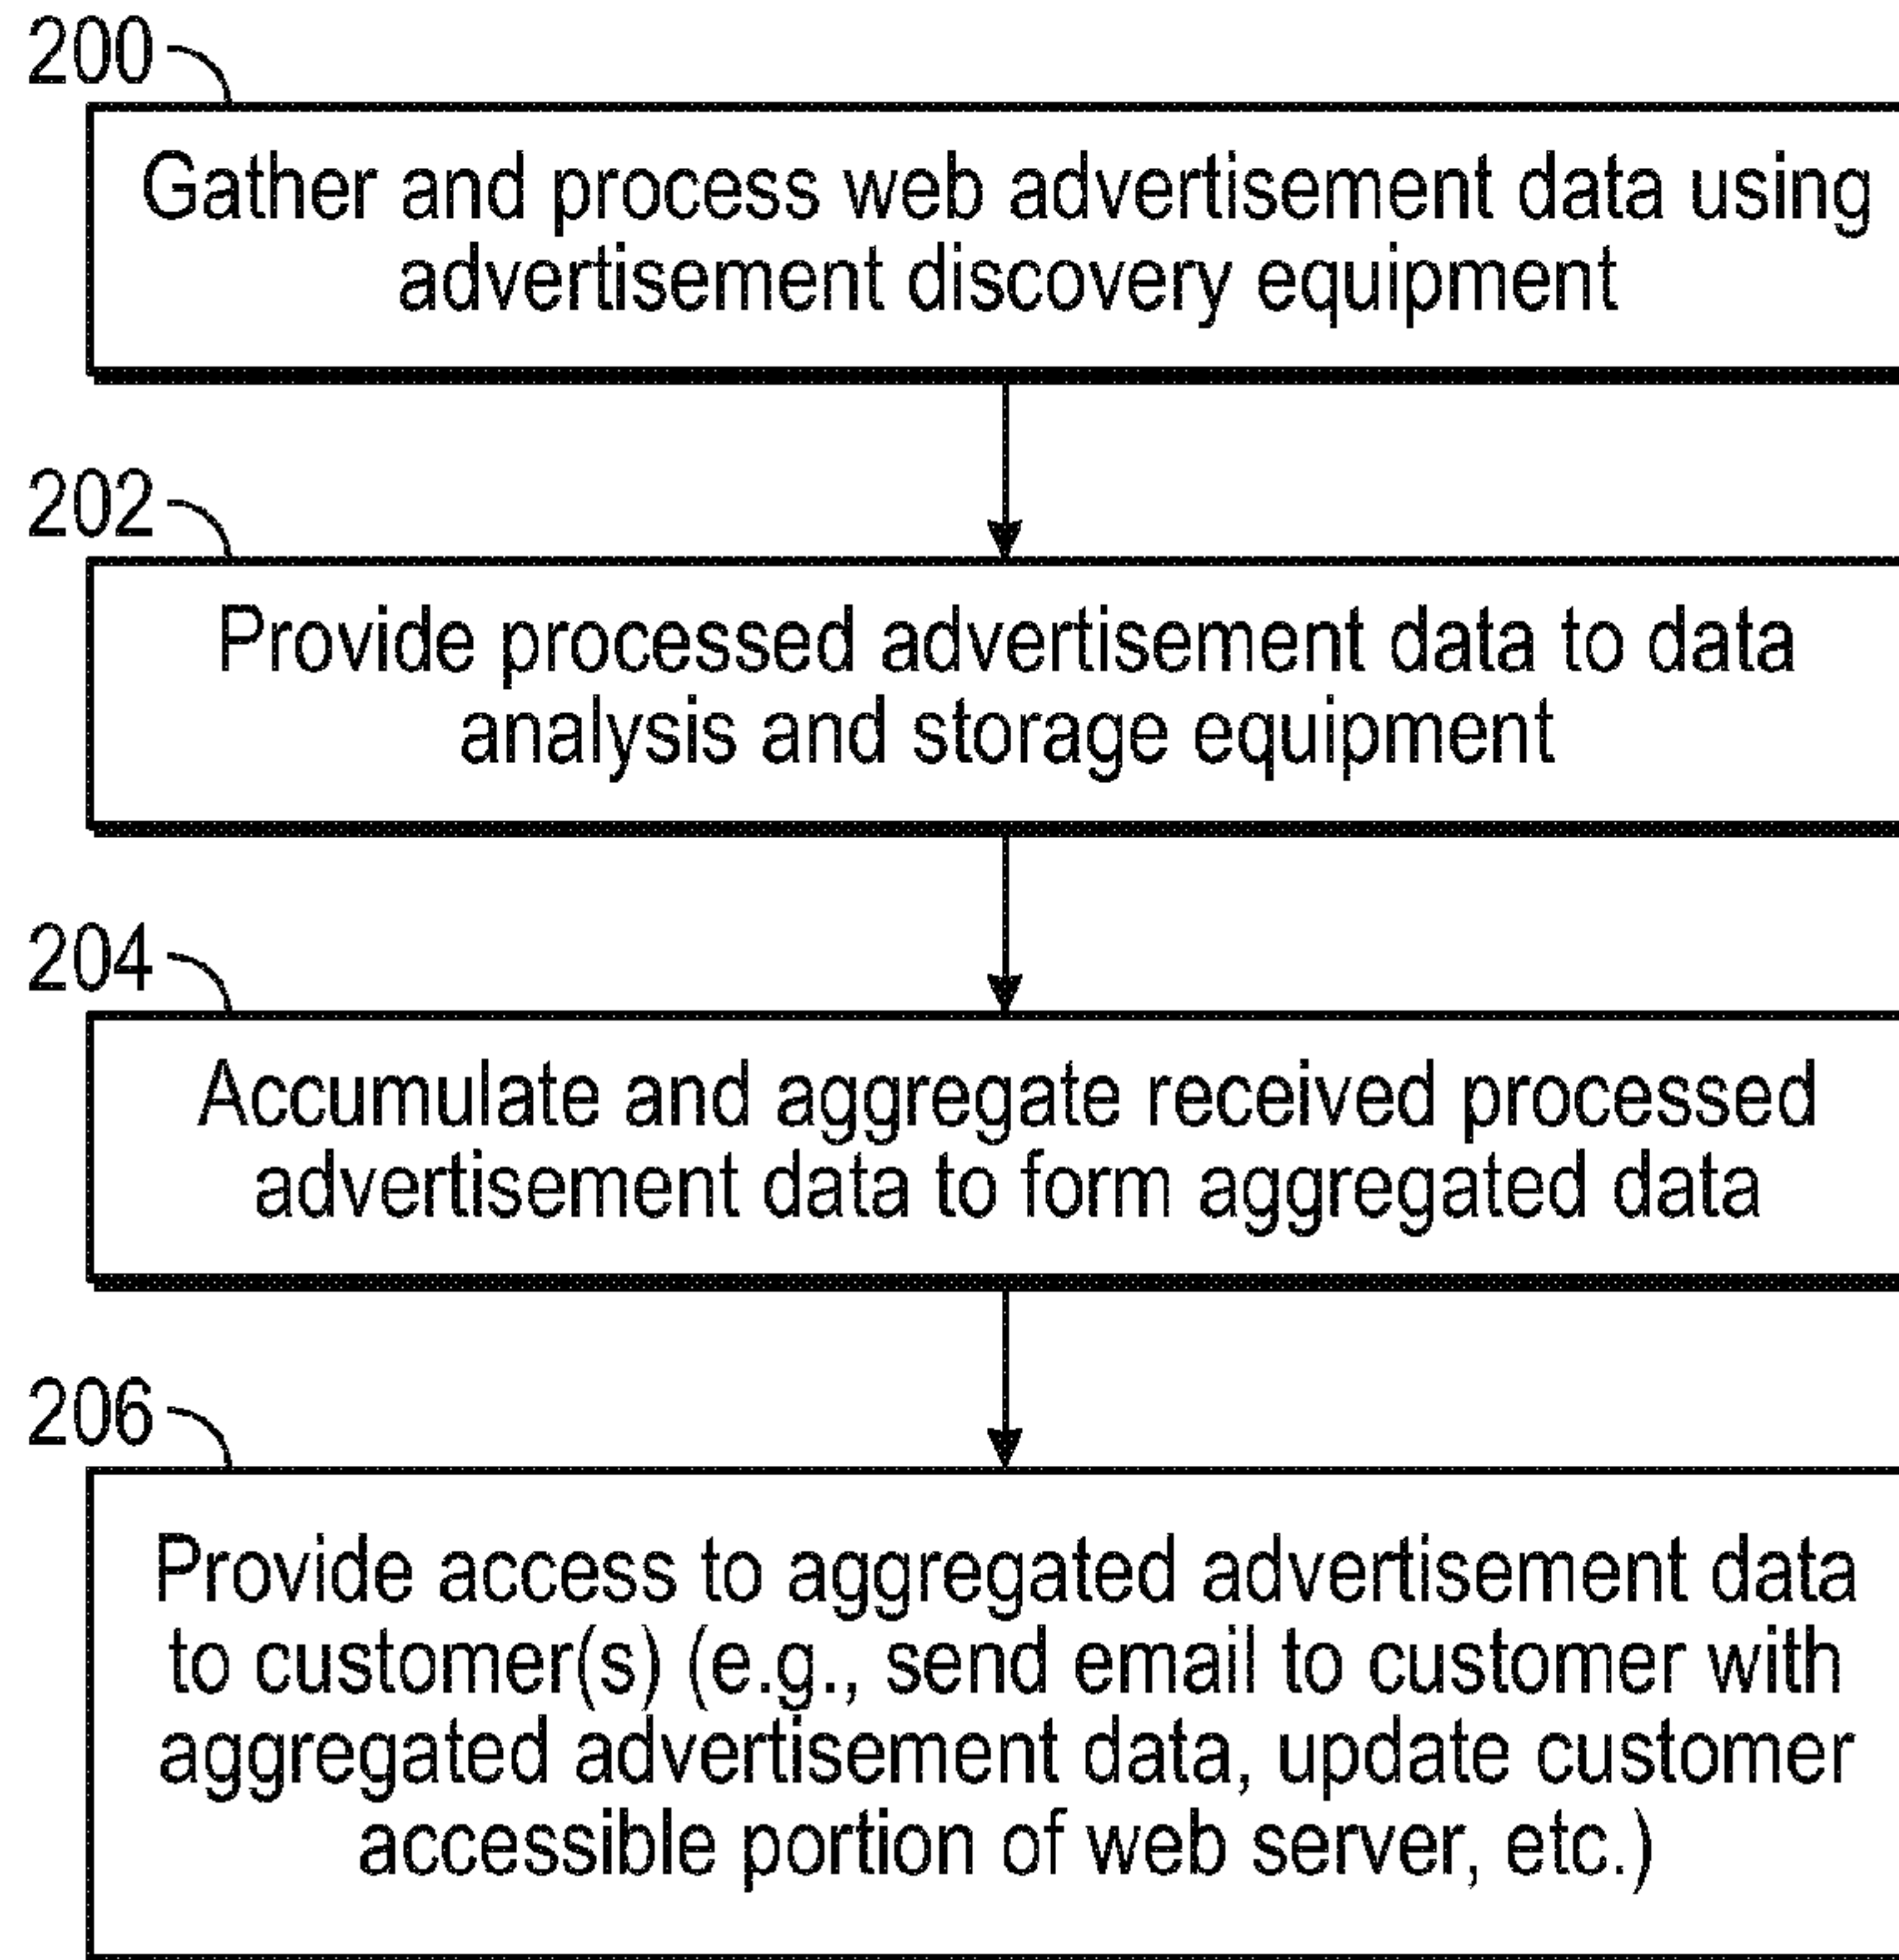 200
Gather and process web advertisement data using
advertisement discovery equipment
202
Provide processed advertisement data to data
analysis and storage equipment
204
Accumulate and aggregate received processed
advertisement data to form aggregated data
206
Provide access to aggregated advertisement data
to customer(s) (e.g., send email to customer with
aggregated advertisement data, update customer
accessible portion of web server, etc.)